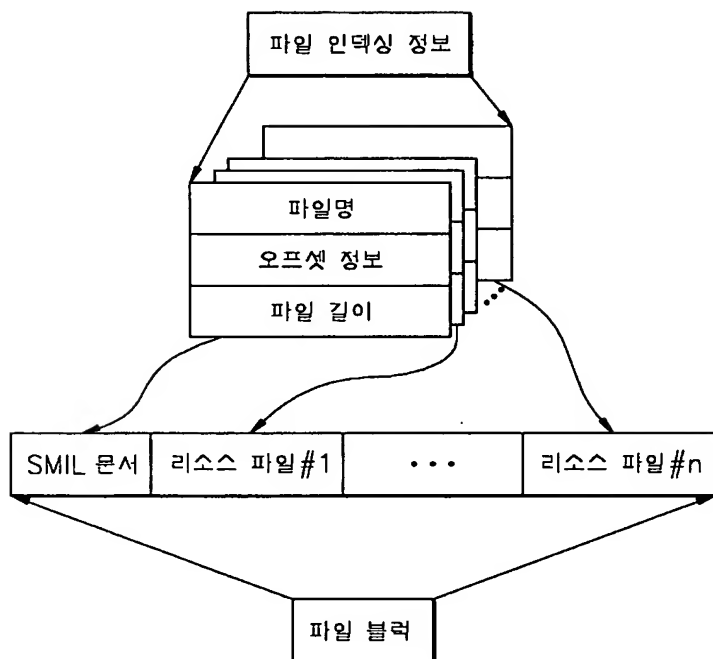 파일 인덱싱 정보
파일명
오프셋 정보
파일 길이
SMIL 문서
리소스 파일#1
• • •
리소스 파일#n
파일 블럭